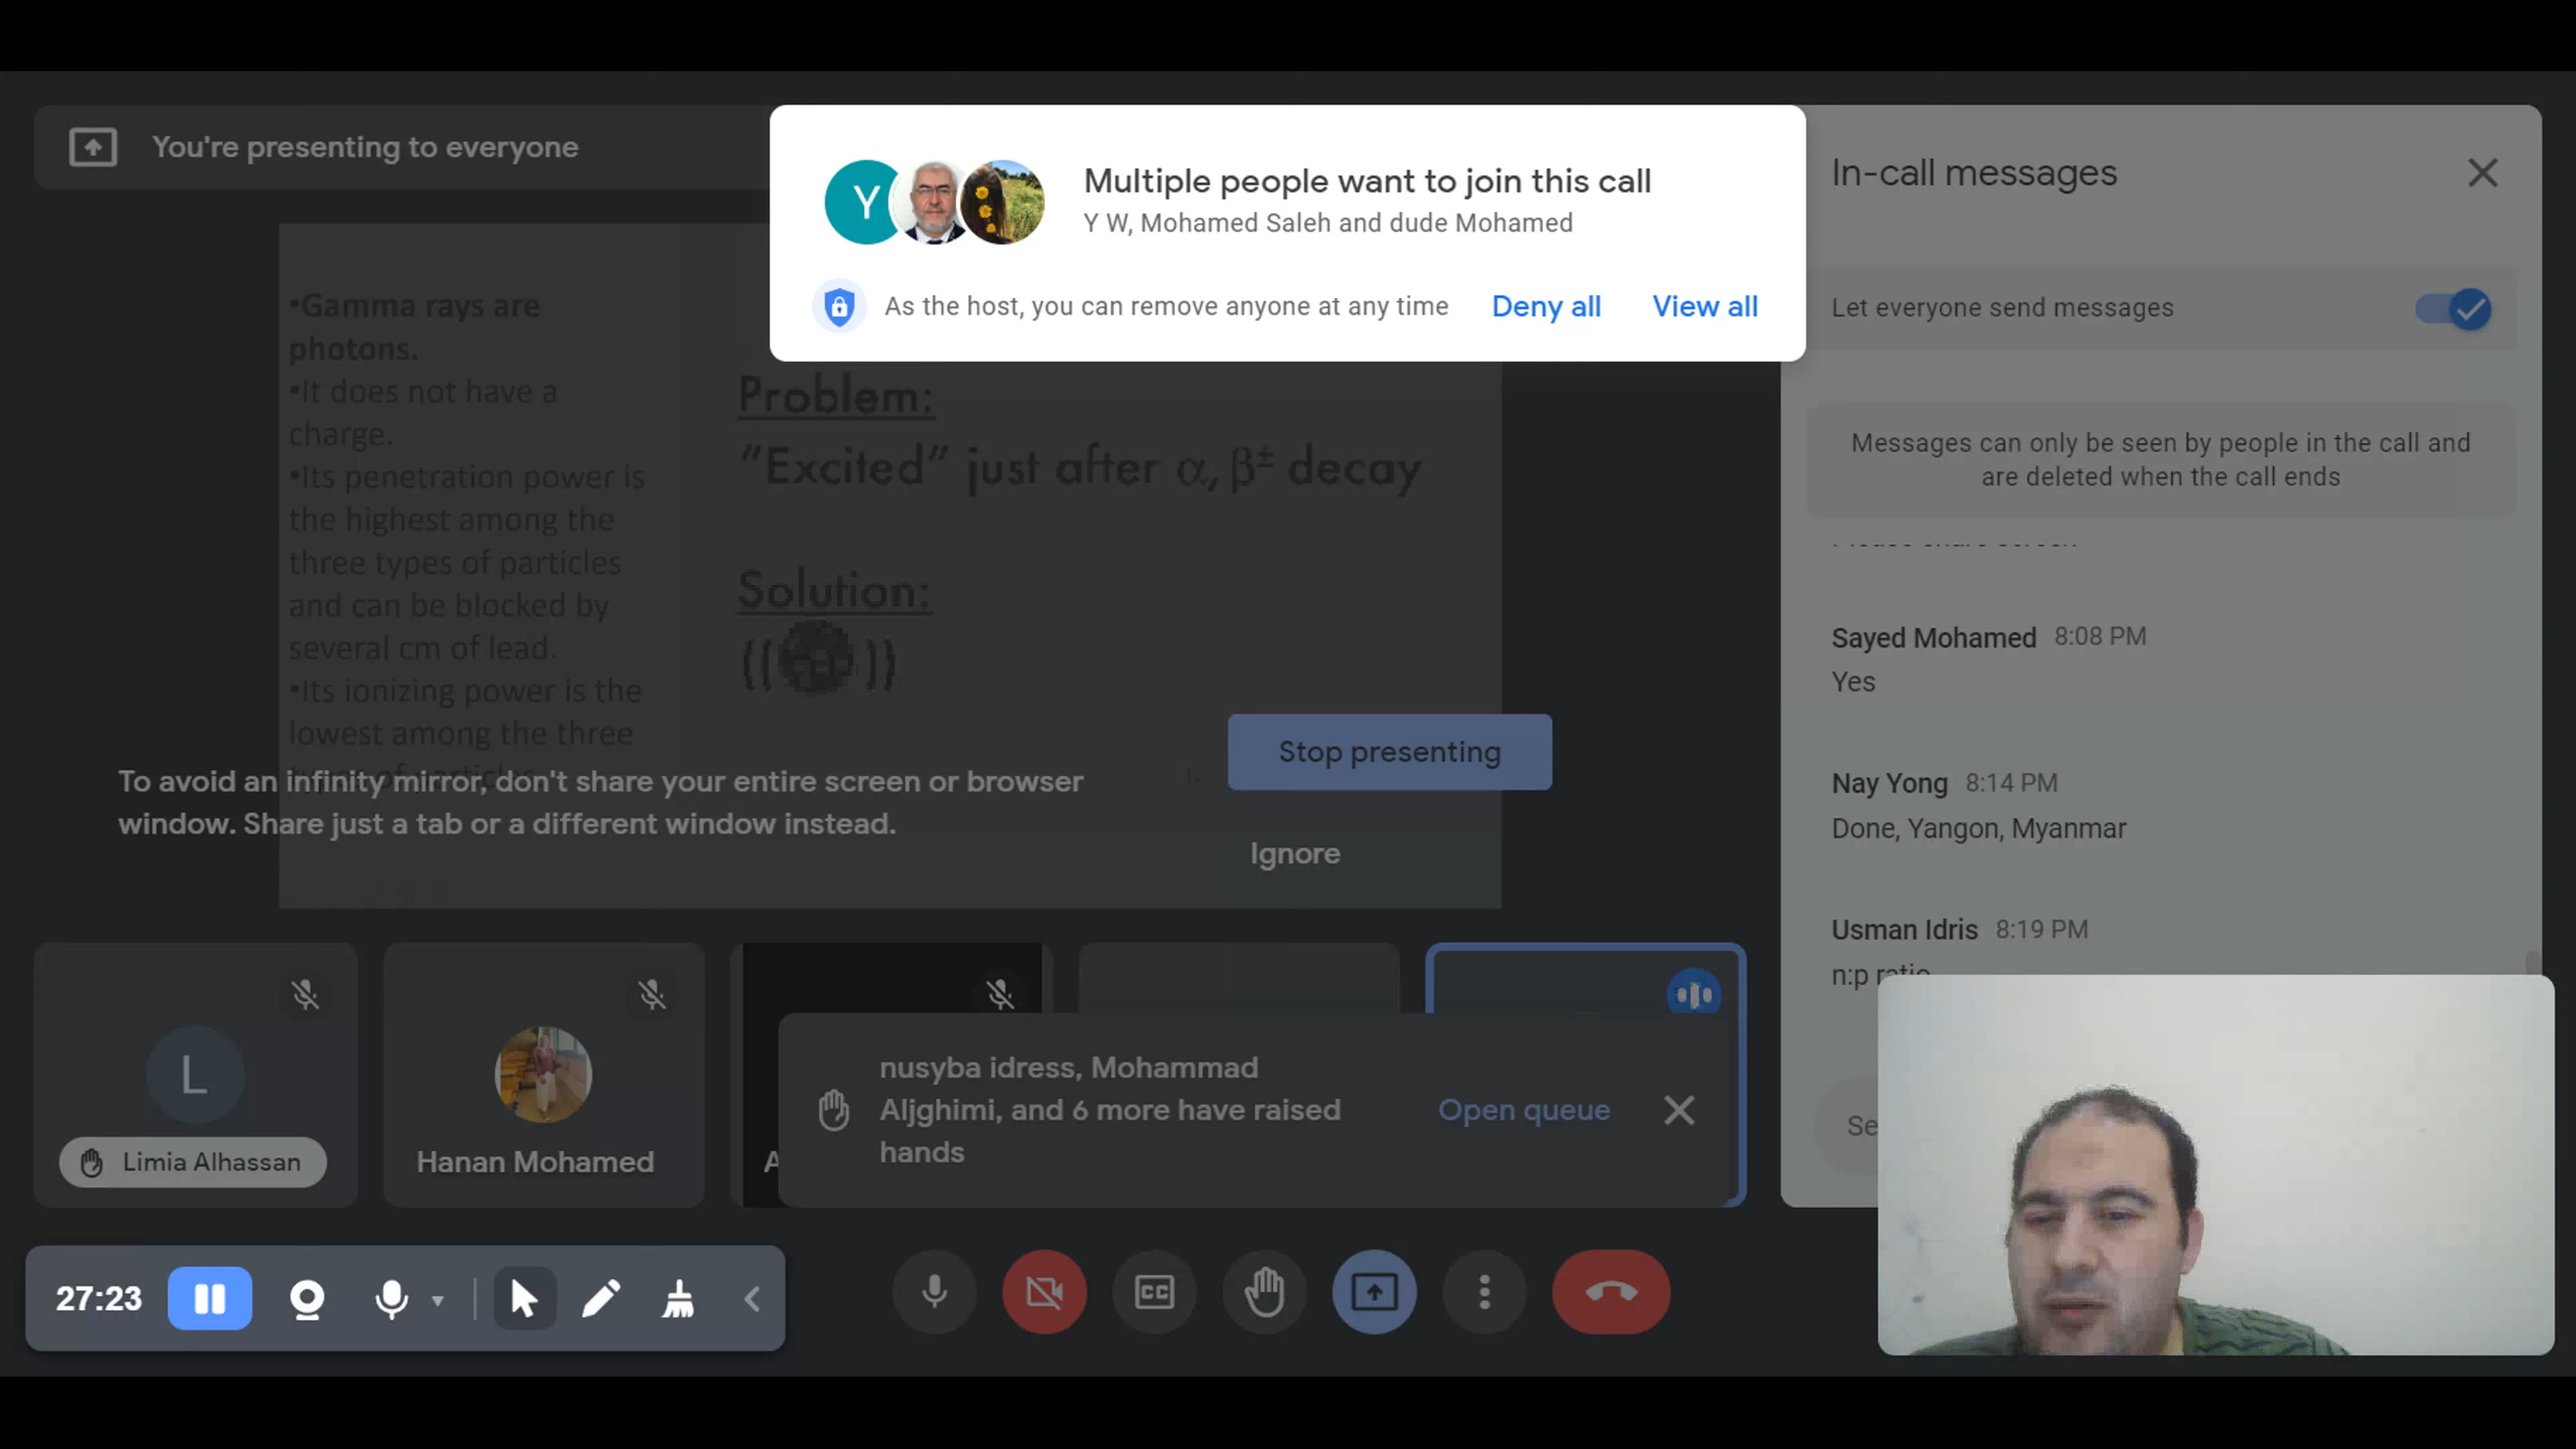 You're presenting to everyone
Y
Multiple people want to join this call
Y W, Mohamed Saleh and dude Mohamed
As the host, you can remove anyone at any time
Deny all
View all
•Gamma rays are
photons.
•It does not have a
charge.
•Its penetration power is
the highest among the
three types of particles
and can be blocked by
several cm of lead.
•Its ionizing power is the
lowest among the three
Problem:
"Excited" just after α, β± decay
Solution:
To avoid an infinity mirror, don't share your entire screen or browser
window. Share just a tab or a different window instead.
Stop presenting
Ignore
In-call messages
Let everyone send messages
Messages can only be seen by people in the call and
are deleted when the call ends
Please share screen
Sayed Mohamed 8:08 PM
Yes
Nay Yong 8:14 PM
Done, Yangon, Myanmar
Usman Idris 8:19 PM
n:p ratio
Se
L
Limia Alhassan
Hanan Mohamed
A
nusyba idress, Mohammad
Aljghimi, and 6 more have raised
hands
Open queue
27:23
CC